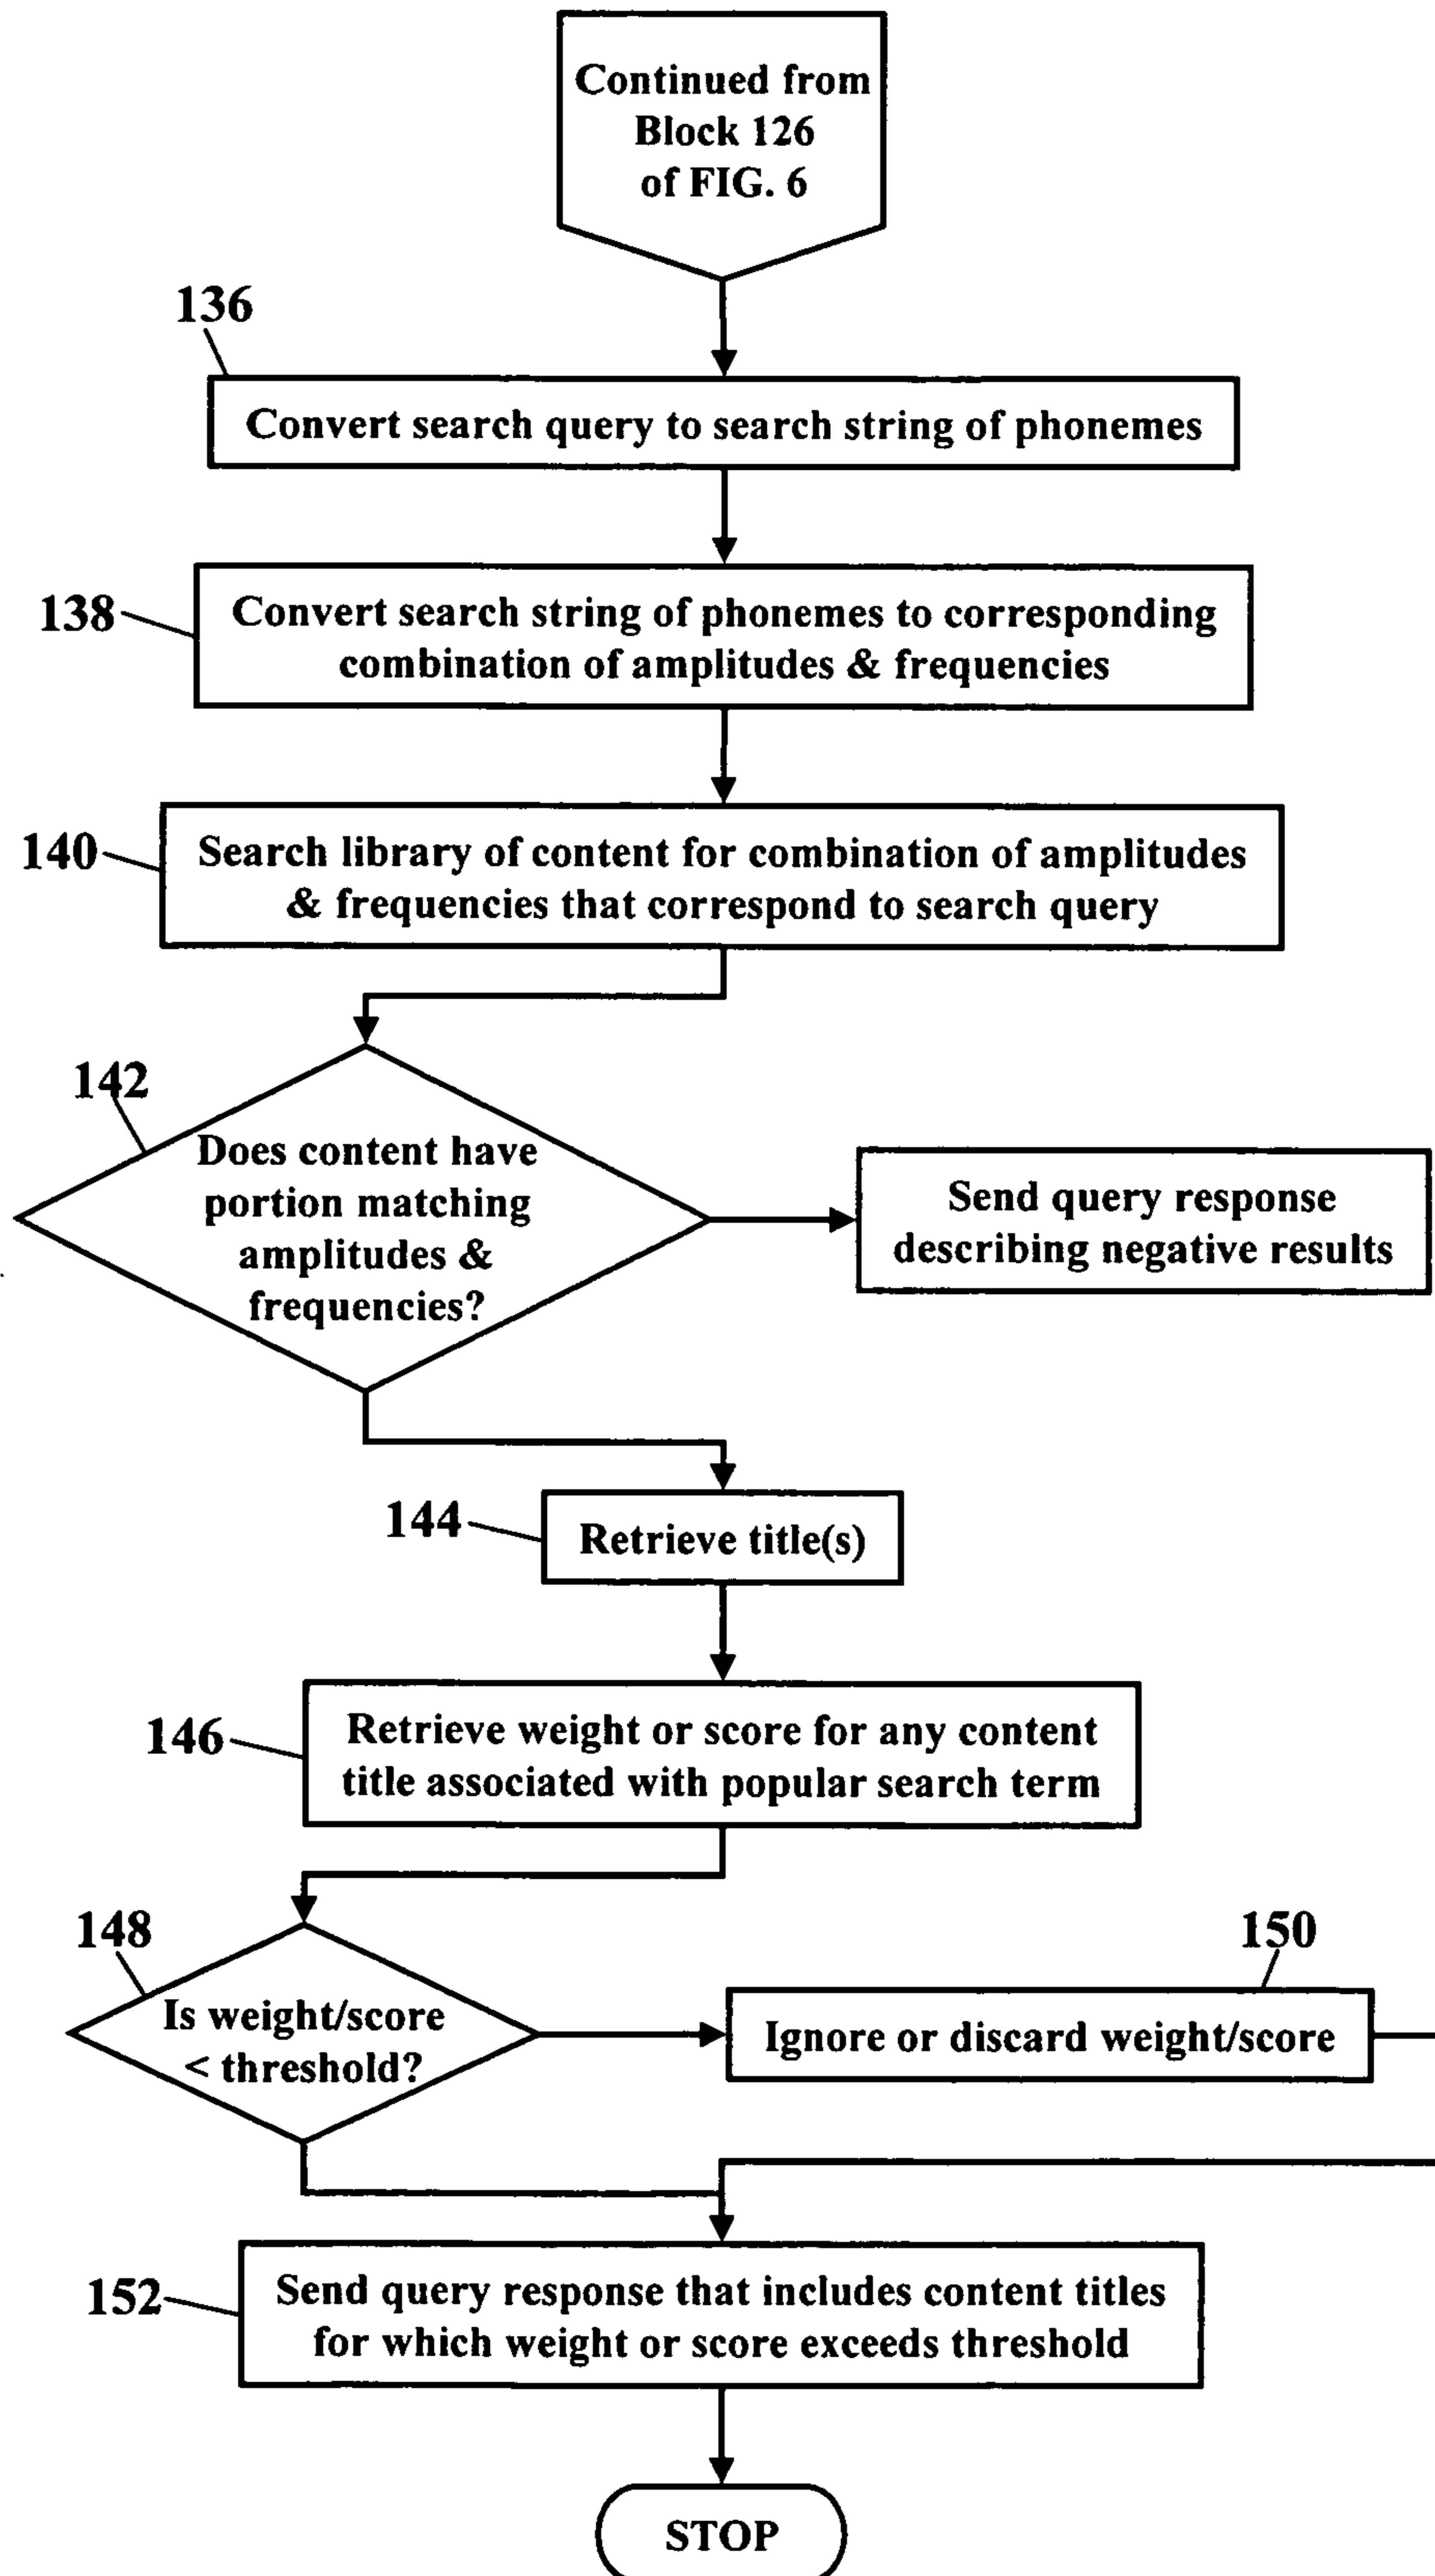 Continued from
Block 126
of FIG. 6
136
Convert search query to search string of phonemes
138
Convert search string of phonemes to corresponding
combination of amplitudes & frequencies
140
Search library of content for combination of amplitudes
& frequencies that correspond to search query
142
Does content have
portion matching
amplitudes &
frequencies?
Send query response
describing negative results
144
Retrieve title(s)
146
Retrieve weight or score for any content
title associated with popular search term
148
Is weight/score
< threshold?
150
Ignore or discard weight/score
152
Send query response that includes content titles
for which weight or score exceeds threshold
STOP